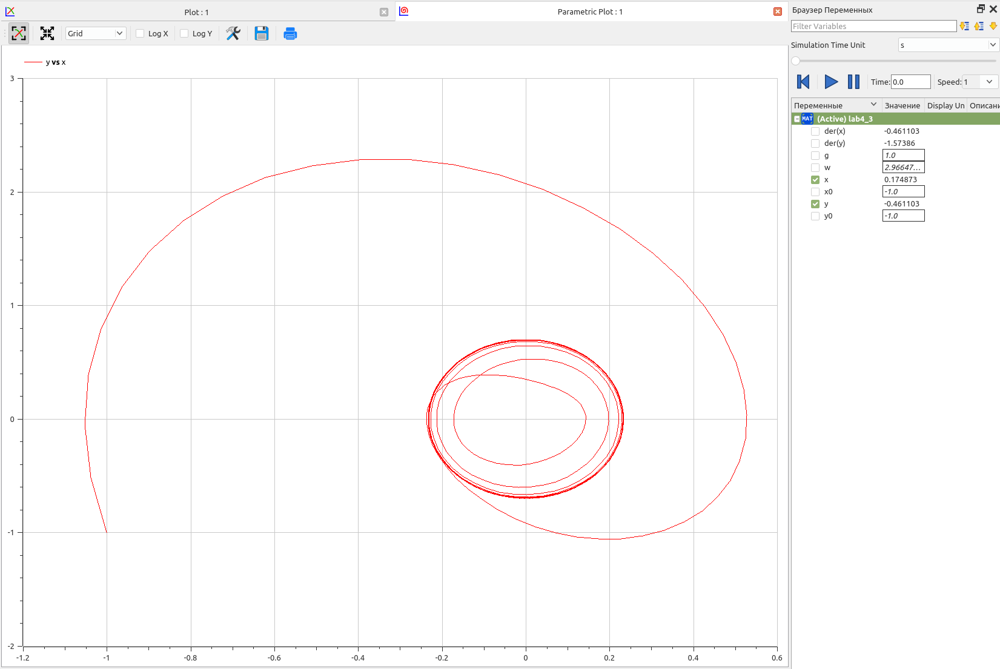 Plot : 1
Parametric Plot : 1
Grid
Log X
Log Y
y vs x
3
2
1
0
-1
-2
-1.2
-1
-0.8
-0.6
-0.4
-0.2
0
0.2
0.4
0.6
Браузер Переменных
Filter Variables
Simulation Time Unit
s
Time: 0.0
Speed: 1
Переменные Значение Display Un Описани
MAT (Active) lab4_3
der(x) -0.461103
der(y) -1.57386
g 1.0
w 2.96647...
x 0.174873
x0 -1.0
y -0.461103
y0 -1.0